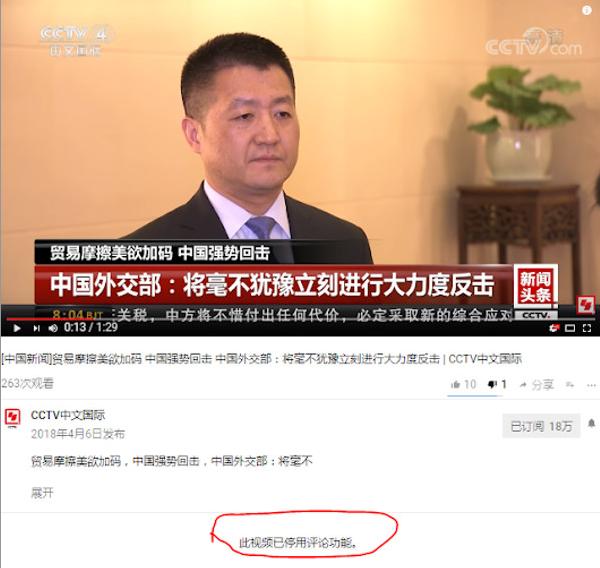 CCTV 4
中文国际
高清
CCTV.com
贸易摩擦美欲加码 中国强势回击
中国外交部：将毫不犹豫立刻进行大力度反击
新闻
头条
CCTV
8:04 BJT
关税，中方将不惜付出任何代价，必定采取新的综合应对
0:13 / 1:29
[中国新闻]贸易摩擦美欲加码 中国强势回击 中国外交部：将毫不犹豫立刻进行大力度反击 | CCTV中文国际
263次观看
10
1
分享
CCTV中文国际
2018年4月6日发布
已订阅 18万
贸易摩擦美欲加码，中国强势回击，中国外交部：将毫不
展开
此视频已停用评论功能。